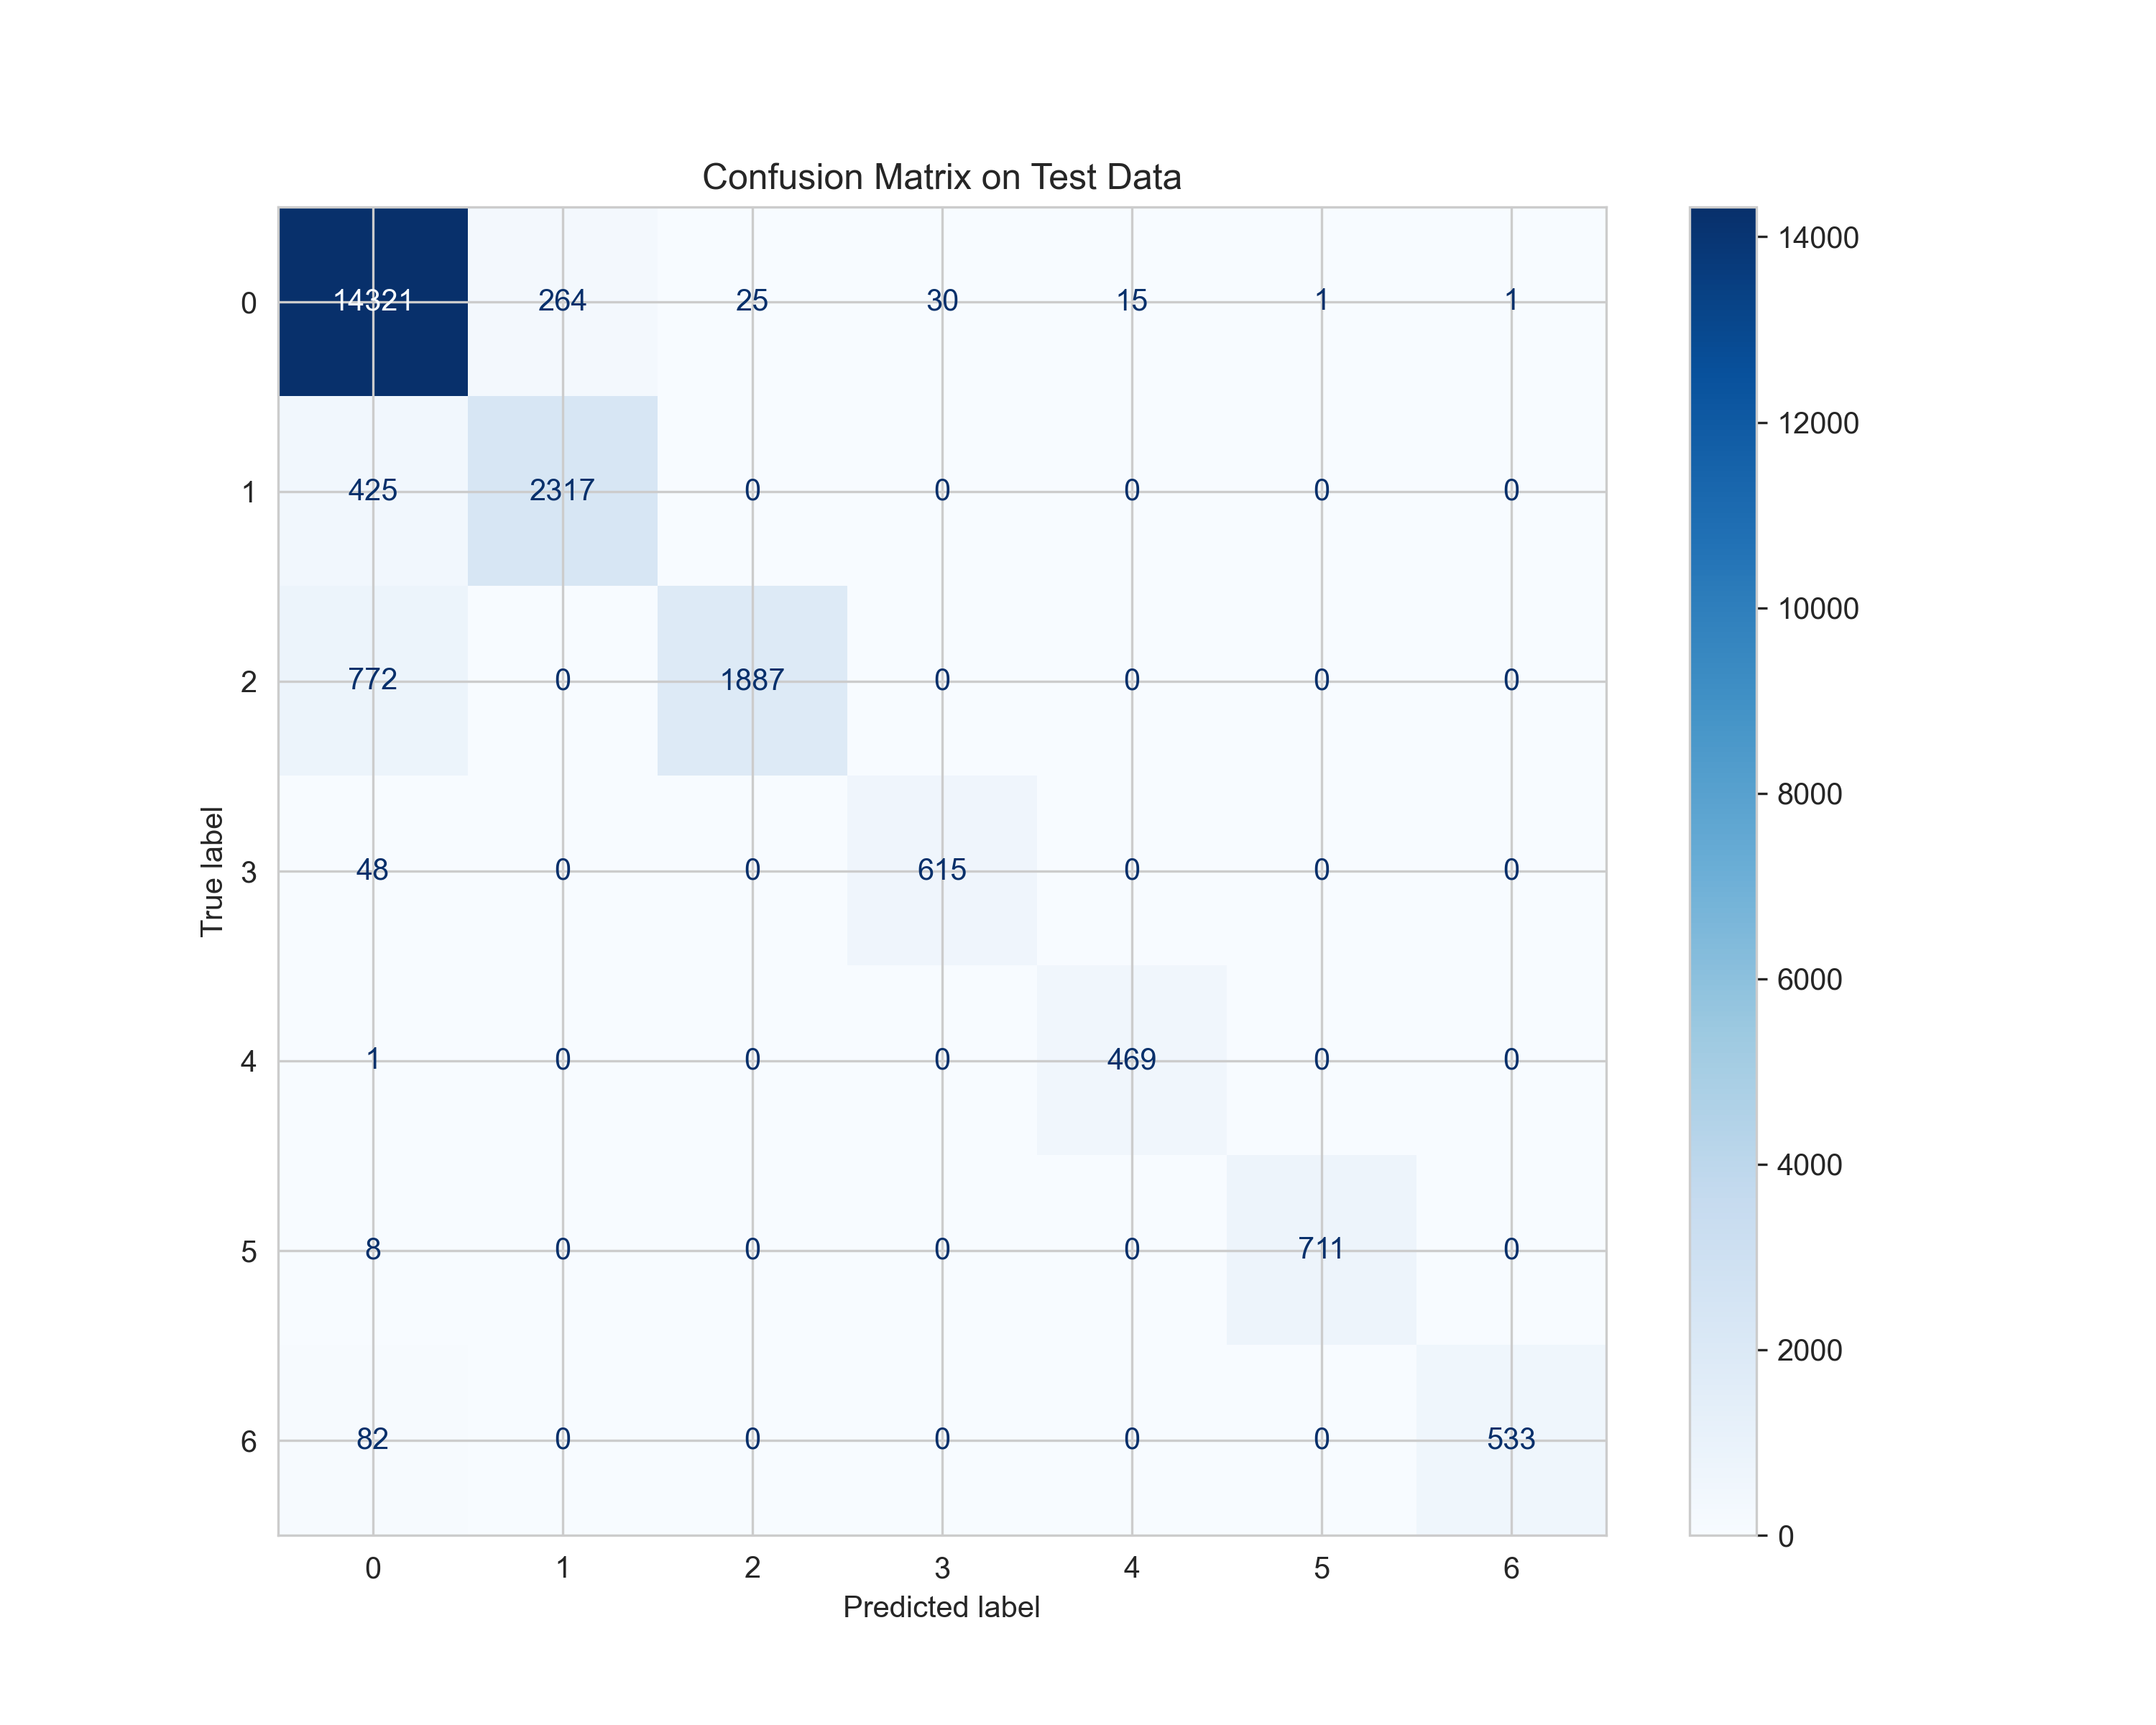 Confusion Matrix on Test Data
0 14321 264 25 30 15 1 1
1 425 2317 0 0 0 0 0
2 772 0 1887 0 0 0 0
3 48 0 0 615 0 0 0
4 1 0 0 0 469 0 0
5 8 0 0 0 0 711 0
6 82 0 0 0 0 0 533
0 1 2 3 4 5 6
Predicted label
True label
14000
12000
10000
8000
6000
4000
2000
0